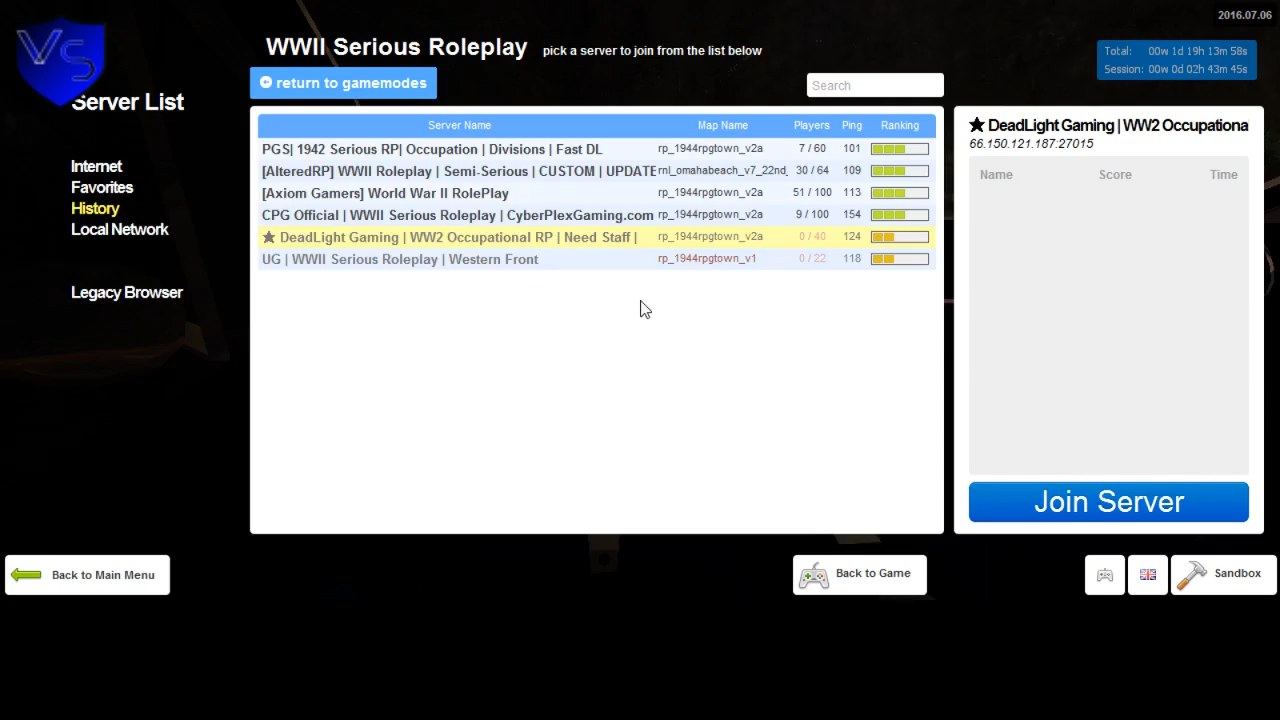 2016.07.06
VS
WWII Serious Roleplay pick a server to join from the list below
Total: 00w 1d 19h 13m 58s
Session: 00w 0d 02h 43m 45s
return to gamemodes
Search
Server List
Internet
Favorites
History
Local Network
Legacy Browser
Server Name Map Name Players Ping Ranking
PGS| 1942 Serious RP| Occupation | Divisions | Fast DL rp_1944rpgtown_v2a 7 / 60 101
[AlteredRP] WWII Roleplay | Semi-Serious | CUSTOM | UPDATE rnl_omahabeach_v7_22nd_ 30 / 64 109
[Axiom Gamers] World War II RolePlay rp_1944rpgtown_v2a 51 / 100 113
CPG Official | WWII Serious Roleplay | CyberPlexGaming.com rp_1944rpgtown_v2a 9 / 100 154
★ DeadLight Gaming | WW2 Occupational RP | Need Staff | rp_1944rpgtown_v2a 0 / 40 124
UG | WWII Serious Roleplay | Western Front rp_1944rpgtown_v1 0 / 22 118
★ DeadLight Gaming | WW2 Occupationa
66.150.121.187:27015
Name Score Time
Join Server
Back to Main Menu
Back to Game
Sandbox